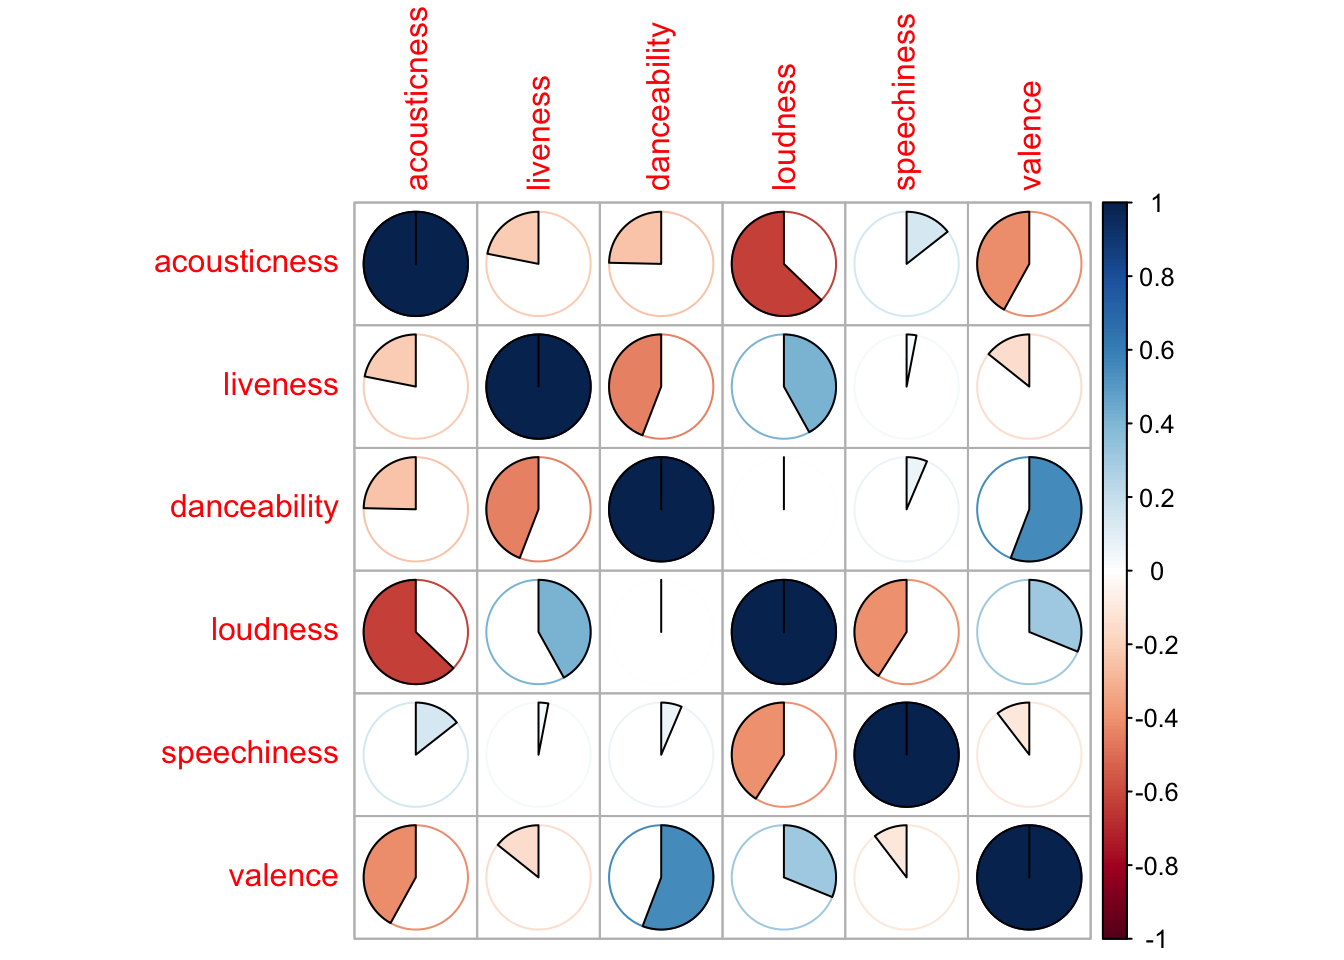 acousticness
liveness
danceability
loudness
speechiness
valence
acousticness
liveness
danceability
loudness
speechiness
valence
1
0.8
0.6
0.4
0.2
0
-0.2
-0.4
-0.6
-0.8
-1